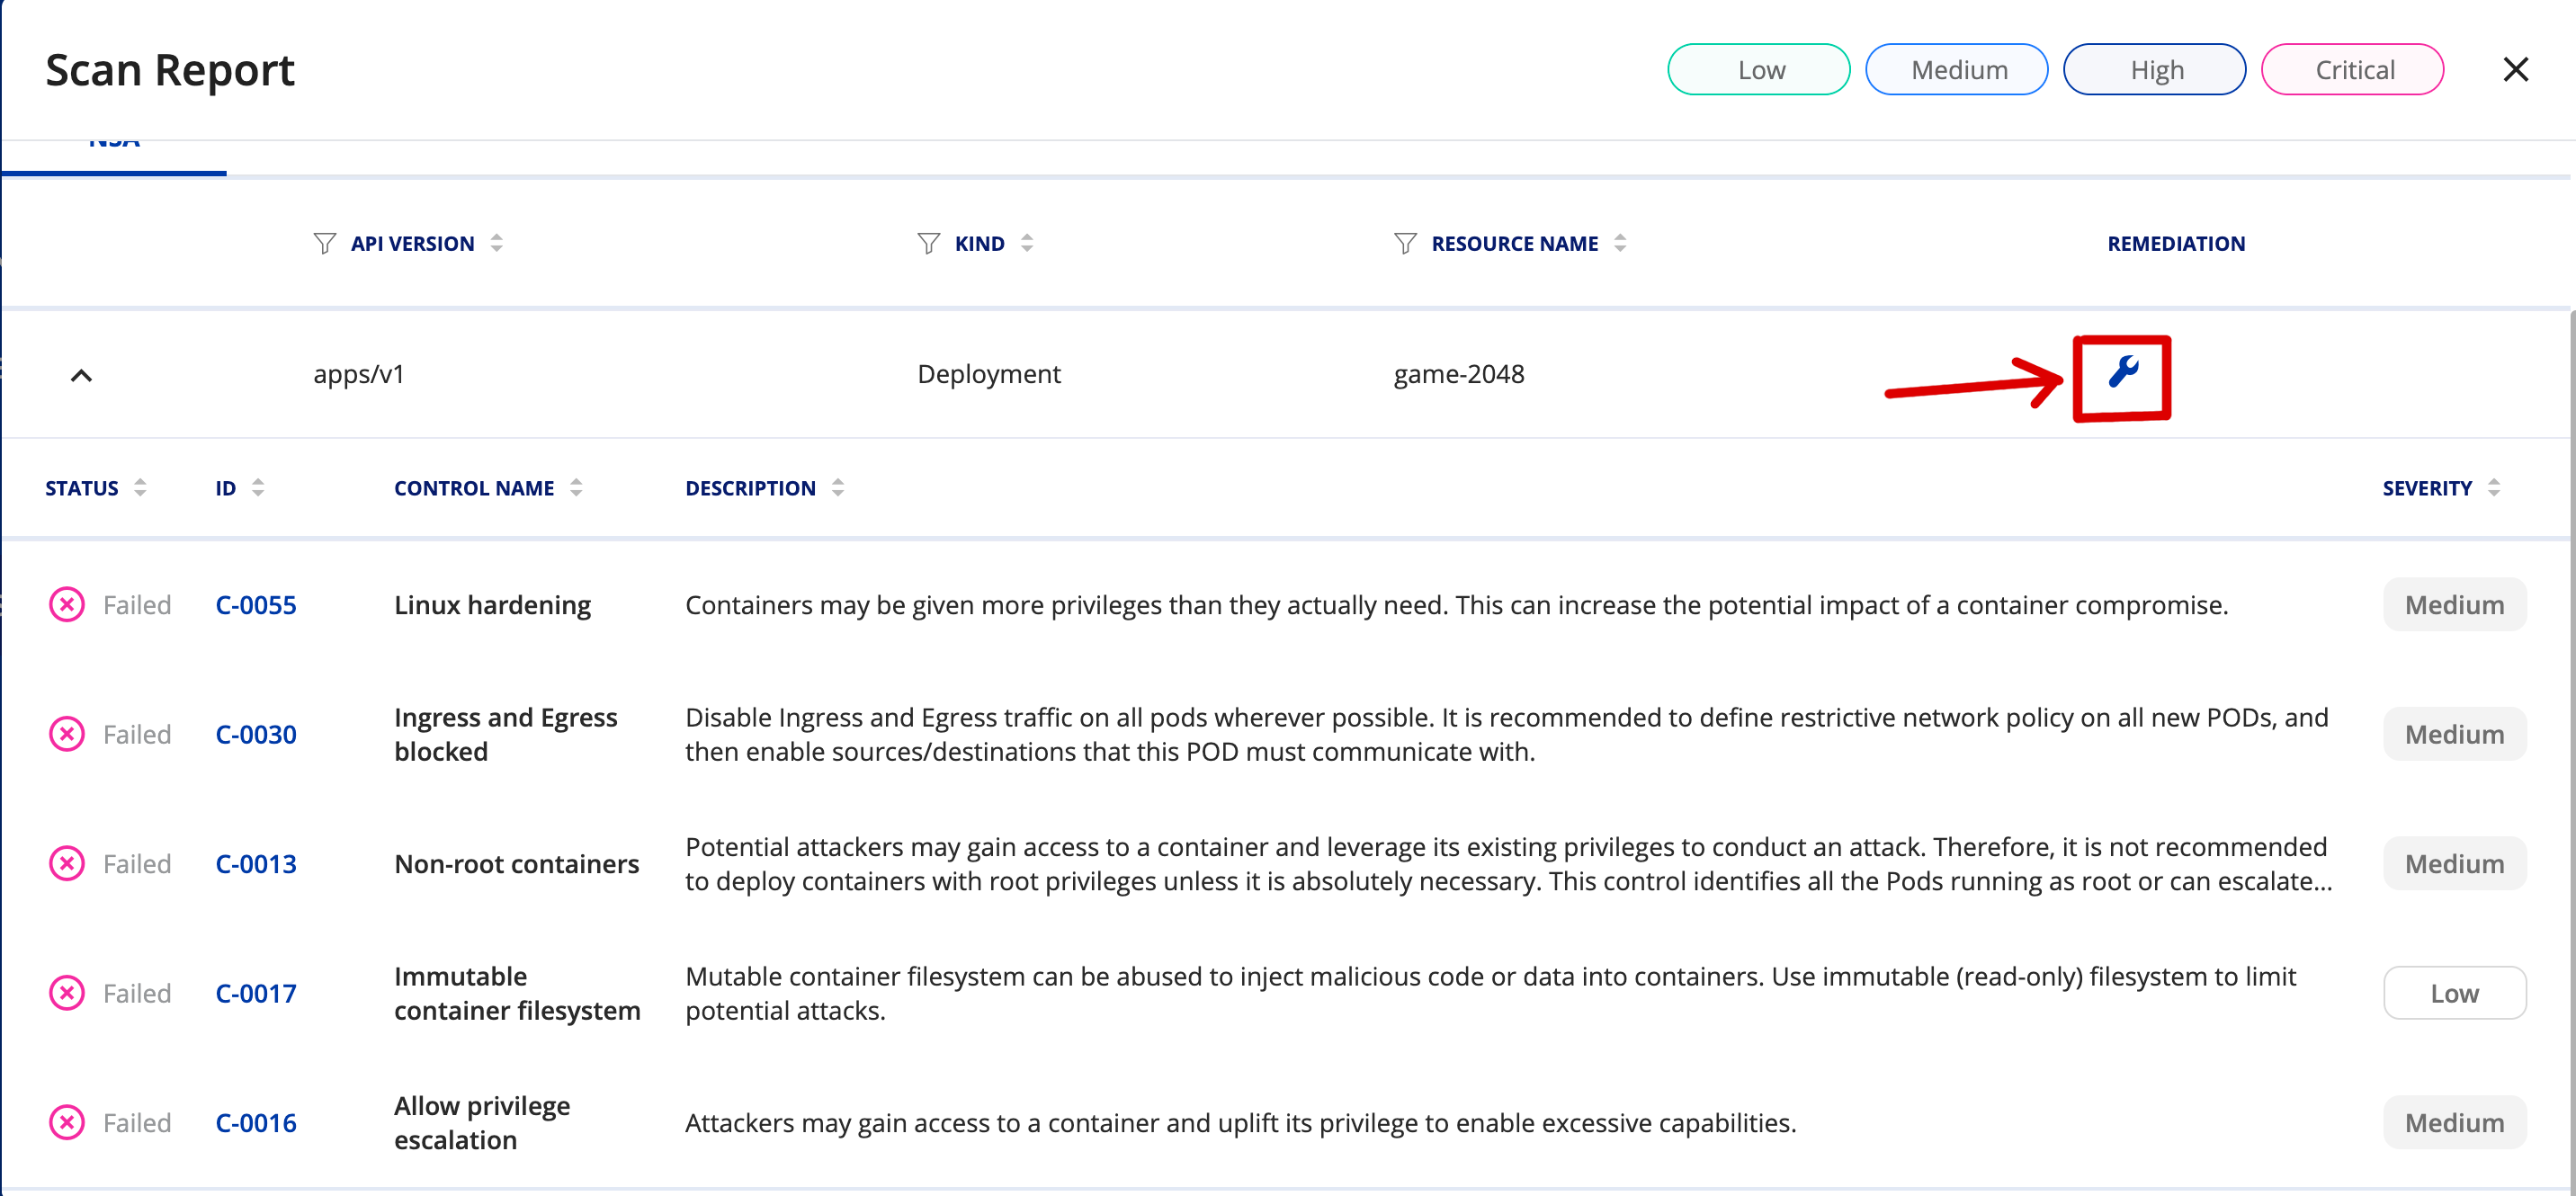 Scan Report
Low
Medium
High
Critical
NSA
API VERSION
KIND
RESOURCE NAME
REMEDIATION
apps/v1
Deployment
game-2048
STATUS
ID
CONTROL NAME
DESCRIPTION
SEVERITY
Failed
C-0055
Linux hardening
Containers may be given more privileges than they actually need. This can increase the potential impact of a container compromise.
Medium
Failed
C-0030
Ingress and Egress
blocked
Disable Ingress and Egress traffic on all pods wherever possible. It is recommended to define restrictive network policy on all new PODs, and
then enable sources/destinations that this POD must communicate with.
Medium
Failed
C-0013
Non-root containers
Potential attackers may gain access to a container and leverage its existing privileges to conduct an attack. Therefore, it is not recommended
to deploy containers with root privileges unless it is absolutely necessary. This control identifies all the Pods running as root or can escalate...
Medium
Failed
C-0017
Immutable
container filesystem
Mutable container filesystem can be abused to inject malicious code or data into containers. Use immutable (read-only) filesystem to limit
potential attacks.
Low
Failed
C-0016
Allow privilege
escalation
Attackers may gain access to a container and uplift its privilege to enable excessive capabilities.
Medium